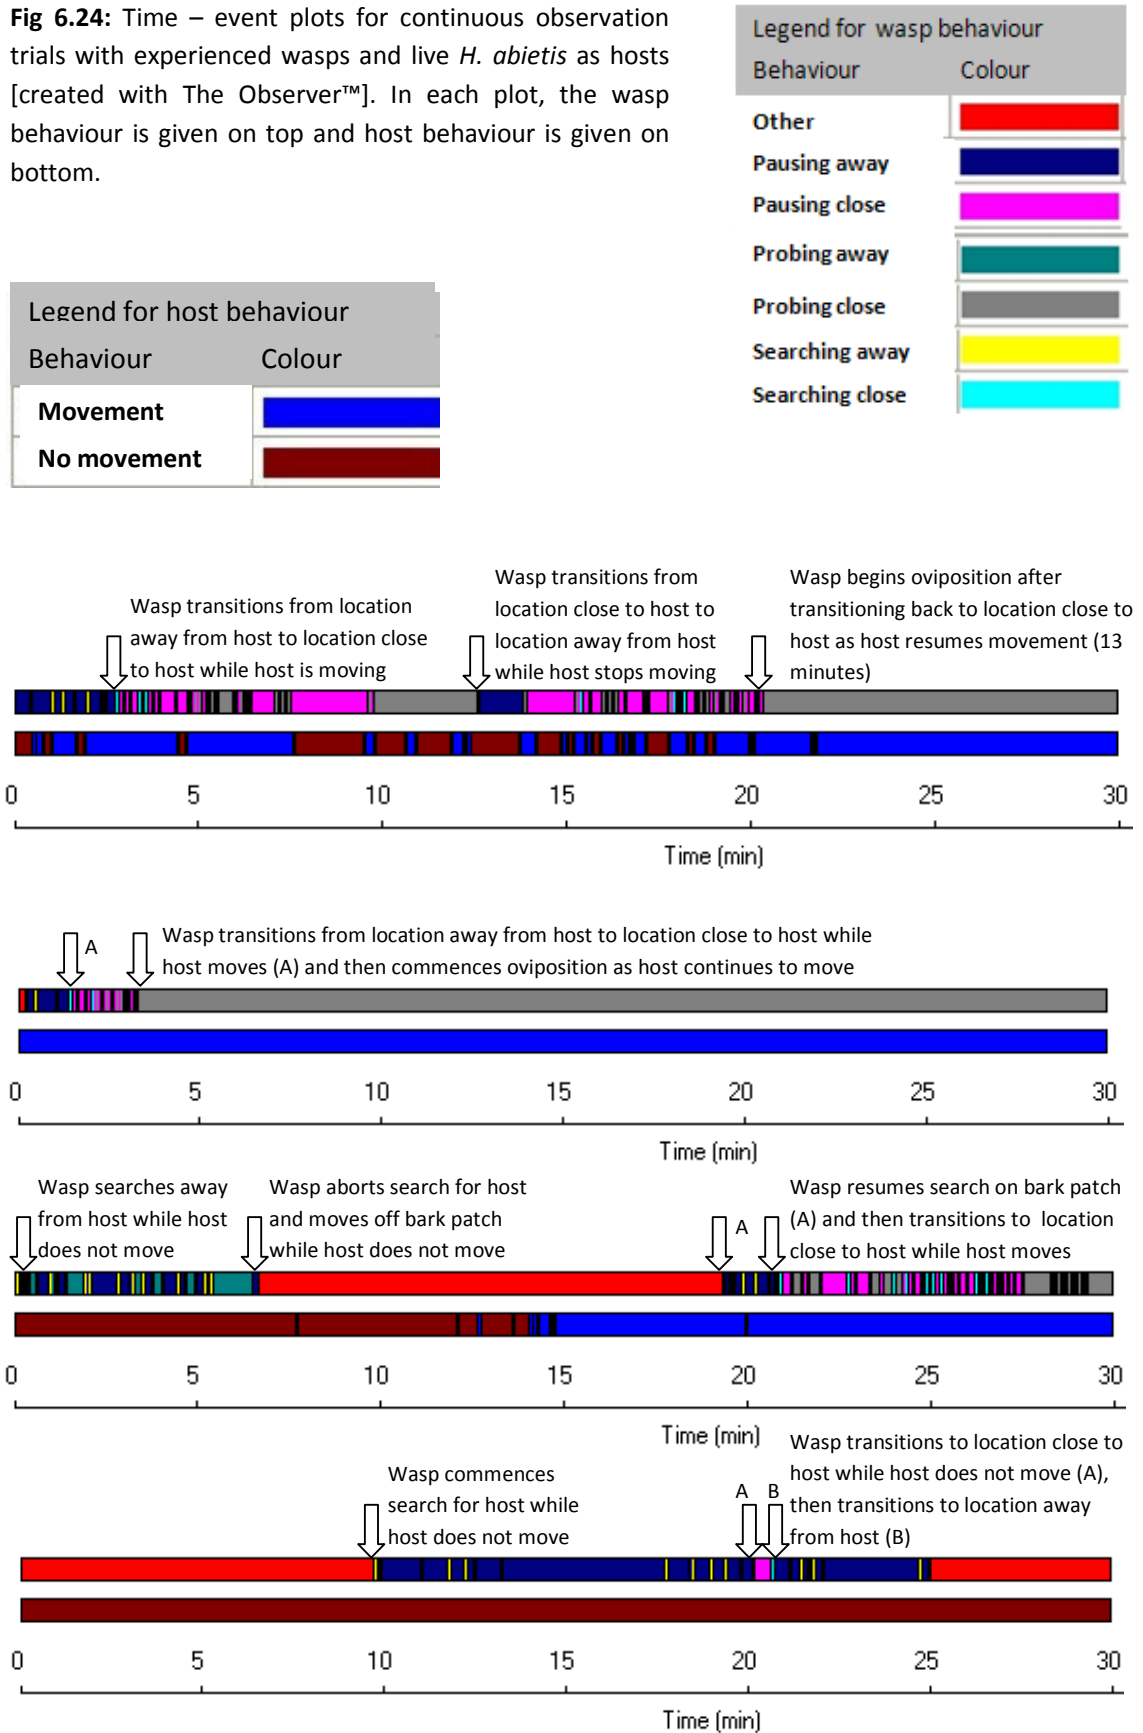 Fig 6.24: Time – event plots for continuous observation
trials with experienced wasps and live H. abietis as hosts
[created with The Observer™]. In each plot, the wasp
behaviour is given on top and host behaviour is given on
bottom.
Legend for wasp behaviour
Behaviour Colour
Other
Pausing away
Pausing close
Probing away
Probing close
Searching away
Searching close
Legend for host behaviour
Behaviour Colour
Movement
No movement
Wasp transitions from location
away from host to location close
to host while host is moving
Wasp transitions from
location close to host to
location away from host
while host stops moving
Wasp begins oviposition after
transitioning back to location close to
host as host resumes movement (13
minutes)
0 5 10 15 20 25 30
Time (min)
A
Wasp transitions from location away from host to location close to host while
host moves (A) and then commences oviposition as host continues to move
0 5 10 15 20 25 30
Time (min)
Wasp searches away
from host while host
does not move
Wasp aborts search for host
and moves off bark patch
while host does not move
A
Wasp resumes search on bark patch
(A) and then transitions to location
close to host while host moves
0 5 10 15 20 25 30
Time (min)
Wasp commences
search for host while
host does not move
A B
Wasp transitions to location close to
host while host does not move (A),
then transitions to location away
from host (B)
0 5 10 15 20 25 30
Time (min)